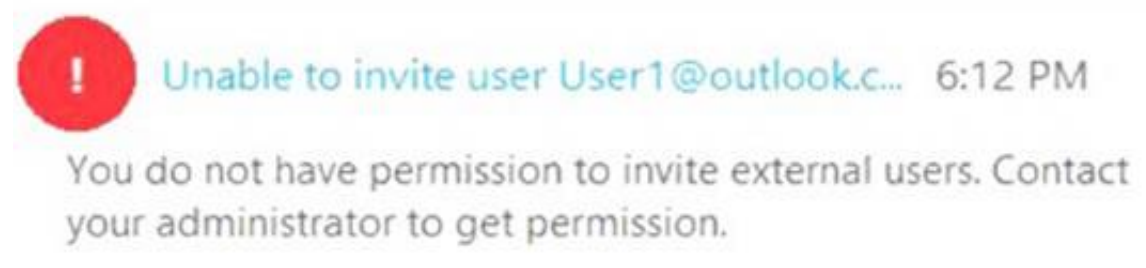 ! Unable to invite user User1@outlook.c... 6:12 PM
You do not have permission to invite external users. Contact
your administrator to get permission.